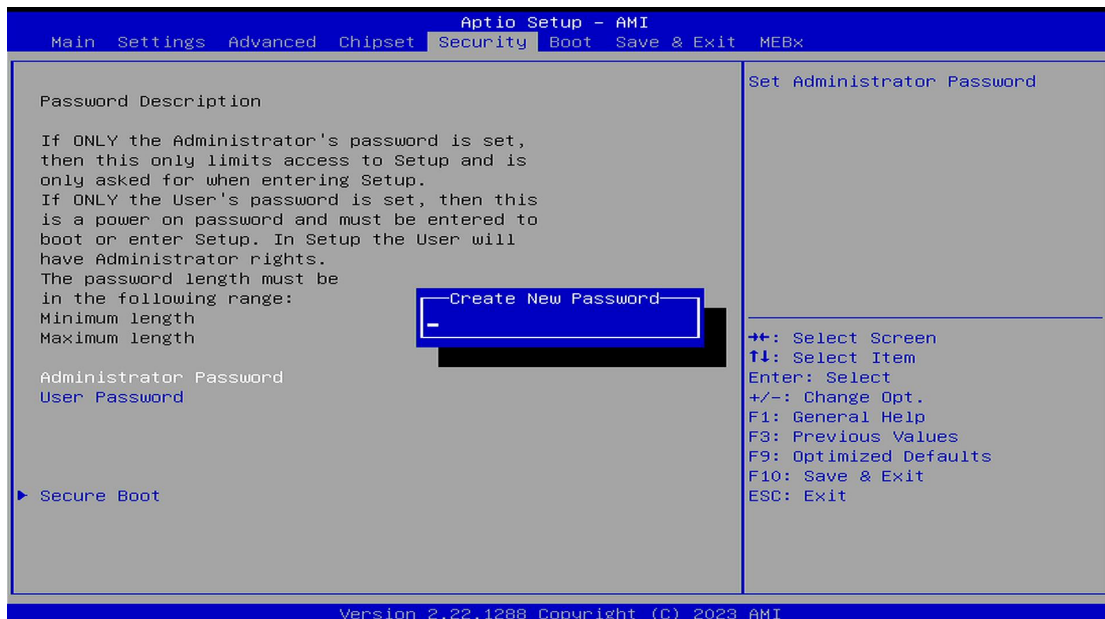 Aptio Setup – AMI
Main Settings Advanced Chipset Security Boot Save & Exit MEBx
Password Description
If ONLY the Administrator's password is set,
then this only limits access to Setup and is
only asked for when entering Setup.
If ONLY the User's password is set, then this
is a power on password and must be entered to
boot or enter Setup. In Setup the User will
have Administrator rights.
The password length must be
in the following range:
Minimum length
Maximum length
Administrator Password
User Password
Secure Boot
Create New Password
Set Administrator Password
→←: Select Screen
↑↓: Select Item
Enter: Select
+/-: Change Opt.
F1: General Help
F3: Previous Values
F9: Optimized Defaults
F10: Save & Exit
ESC: Exit
Version 2.22.1288 Copyright (C) 2023 AMI